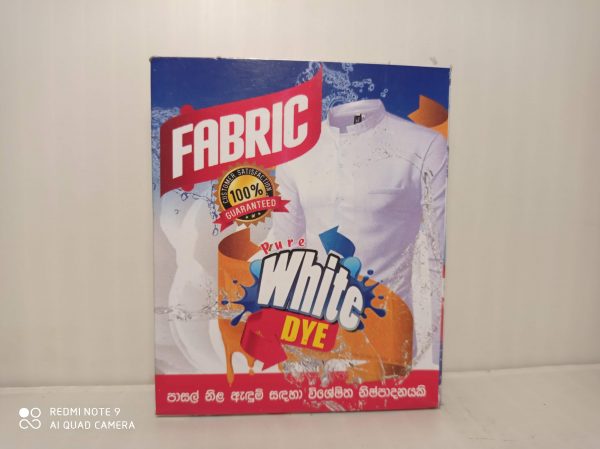 FABRIC
CUSTOMER SATISFACTION
100%
GUARANTEED
Pure
White
DYE
පාසල් නිළ ඇඳුම් සඳහා විශේෂිත නිෂ්පාදනයකි
REDMI NOTE 9
AI QUAD CAMERA